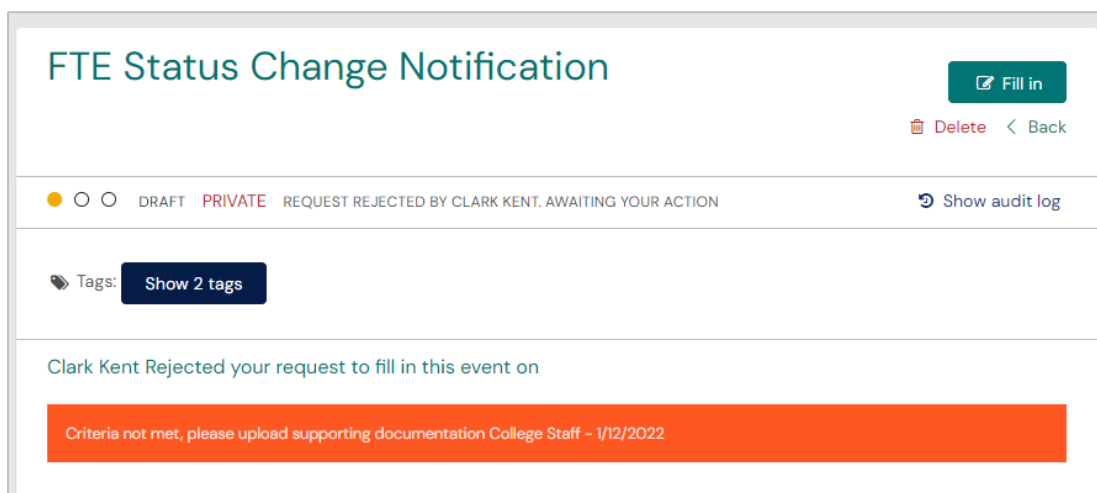 FTE Status Change Notification
Fill in
Delete < Back
DRAFT PRIVATE REQUEST REJECTED BY CLARK KENT. AWAITING YOUR ACTION
Show audit log
Tags: Show 2 tags
Clark Kent Rejected your request to fill in this event on
Criteria not met, please upload supporting documentation College Staff - 1/12/2022